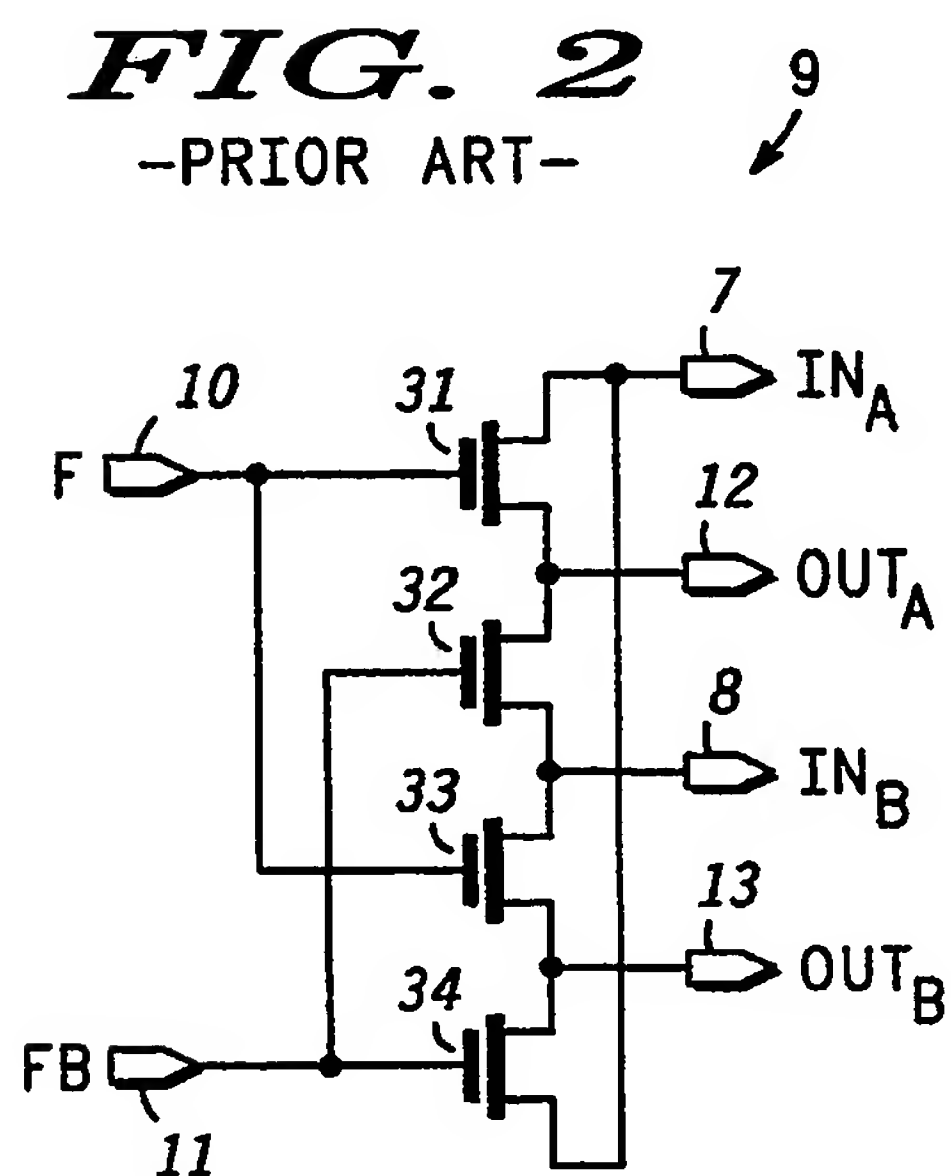 FIG. 2
-PRIOR ART-
9
7
IN_A
10
31
F
12
OUT_A
32
8
IN_B
33
13
OUT_B
34
FB
11